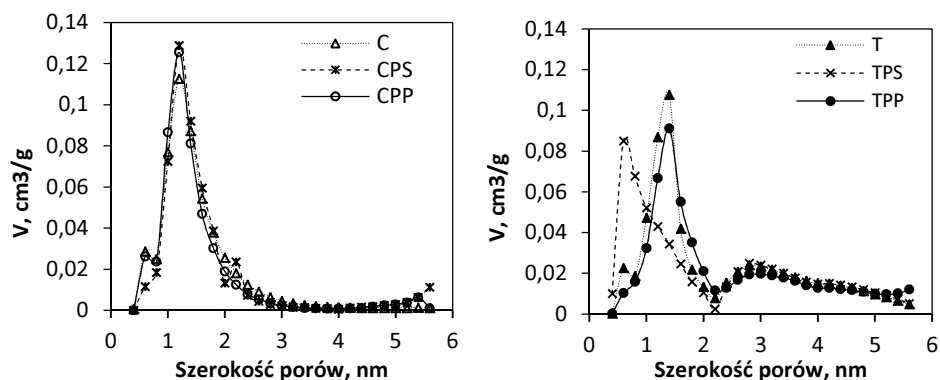 0,14
0,12
0,1
0,08
0,06
0,04
0,02
0
V, cm3/g
C
CPS
CPP
0 1 2 3 4 5 6
Szerokość porów, nm
0,14
0,12
0,1
0,08
0,06
0,04
0,02
0
V, cm3/g
T
TPS
TPP
0 1 2 3 4 5 6
Szerokość porów, nm